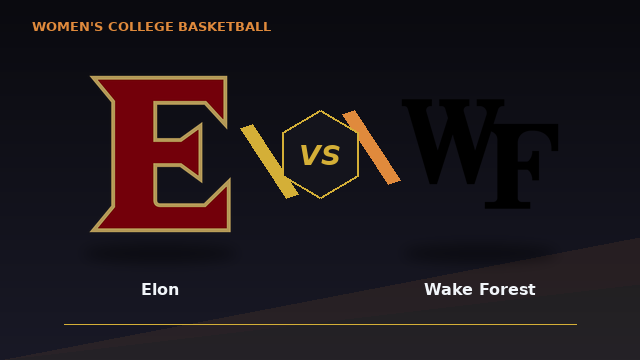 WOMEN'S COLLEGE BASKETBALL
E
VS
WF
Elon
Wake Forest